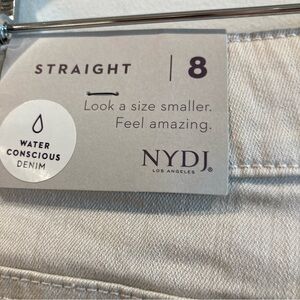 STRAIGHT | 8
Look a size smaller.
Feel amazing.
WATER
CONSCIOUS
DENIM
NYDJ®
LOS ANGELES